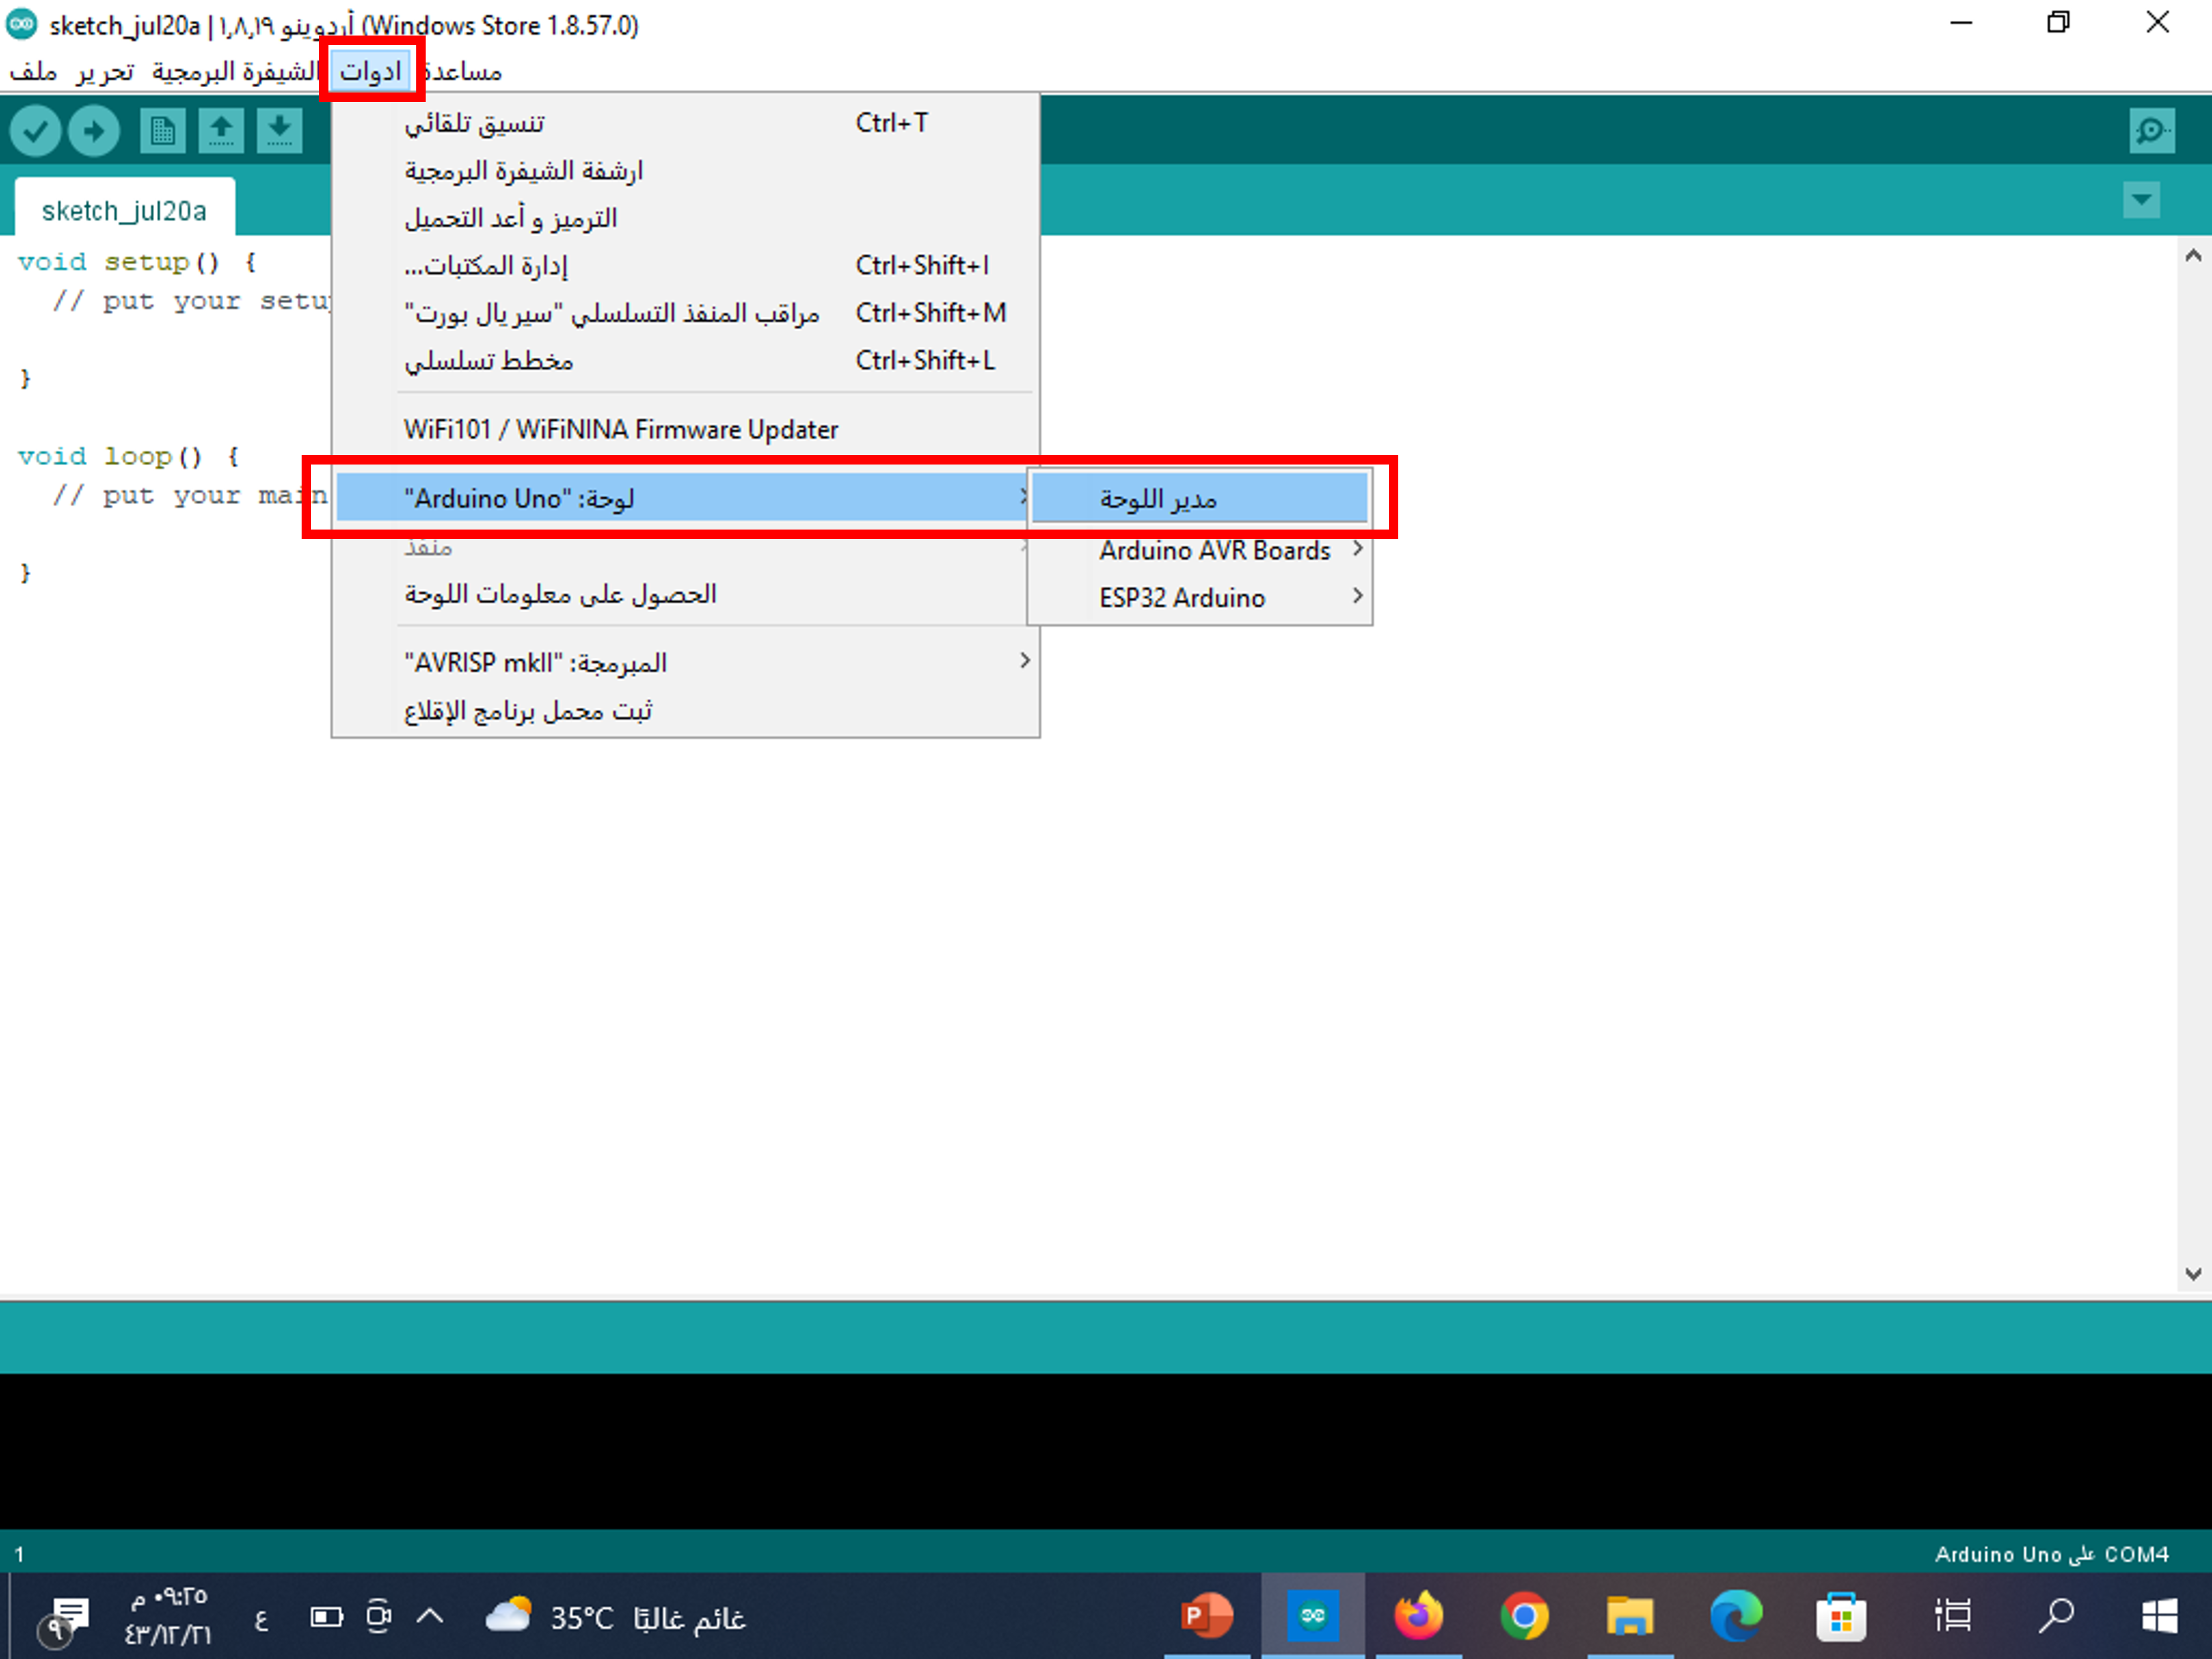 sketch_jul20a | أردوينو ١,٨,١٩ (Windows Store 1.8.57.0)
ملف تحرير الشيفرة البرمجية ادوات مساعدة
تنسيق تلقائي Ctrl+T
ارشفة الشيفرة البرمجية
sketch_jul20a
الترميز و أعد التحميل
void setup() {
إدارة المكتبات... Ctrl+Shift+I
// put your setup
مراقب المنفذ التسلسلي "سيريال بورت" Ctrl+Shift+M
مخطط تسلسلي Ctrl+Shift+L
}
WiFi101 / WiFiNINA Firmware Updater
void loop() {
// put your main
لوحة: "Arduino Uno"
مدير اللوحة
منفذ
Arduino AVR Boards
}
الحصول على معلومات اللوحة
ESP32 Arduino
المبرمجة: "AVRISP mkII"
ثبت محمل برنامج الإقلاع
1
Arduino Uno على COM4
٠٩:٢٥ م
٤٣/١٢/٢١
٩
ع
35°C غائم غالبًا
P